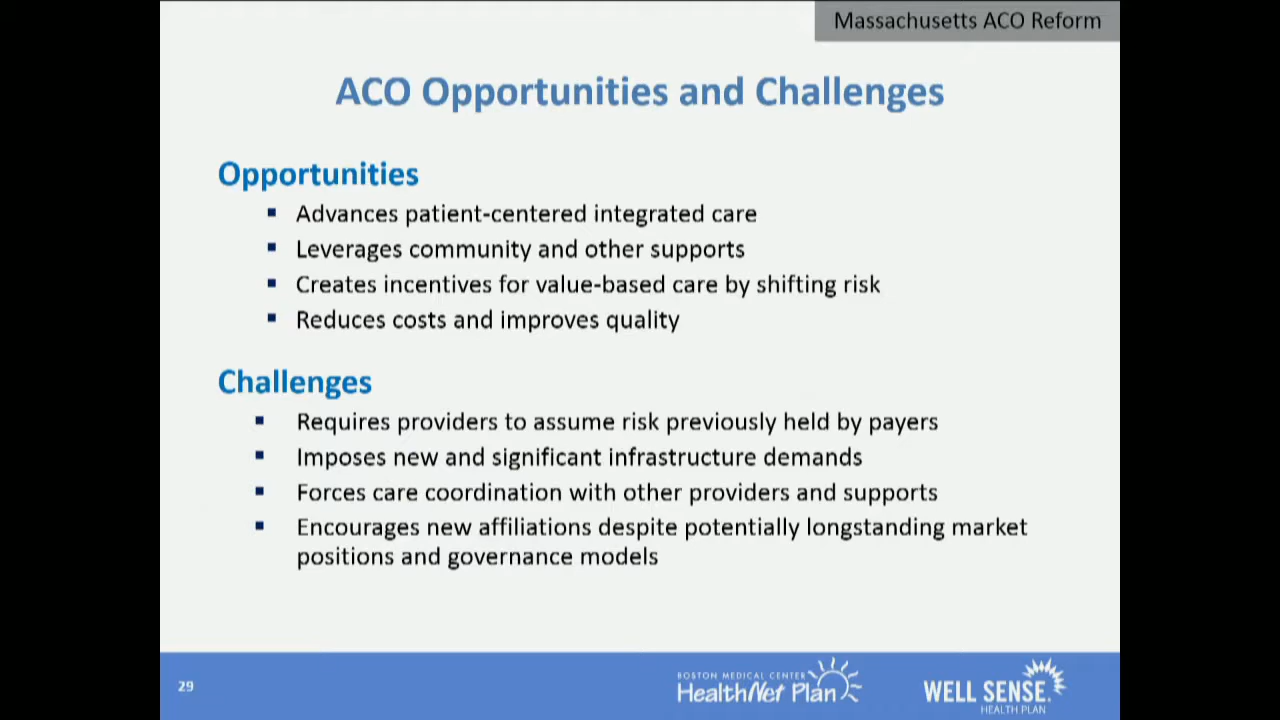 Massachusetts ACO Reform
ACO Opportunities and Challenges
Opportunities
▪ Advances patient-centered integrated care
▪ Leverages community and other supports
▪ Creates incentives for value-based care by shifting risk
▪ Reduces costs and improves quality
Challenges
▪ Requires providers to assume risk previously held by payers
▪ Imposes new and significant infrastructure demands
▪ Forces care coordination with other providers and supports
▪ Encourages new affiliations despite potentially longstanding market
positions and governance models
29
BOSTON MEDICAL CENTER
HealthNet Plan
WELL SENSE
HEALTH PLAN